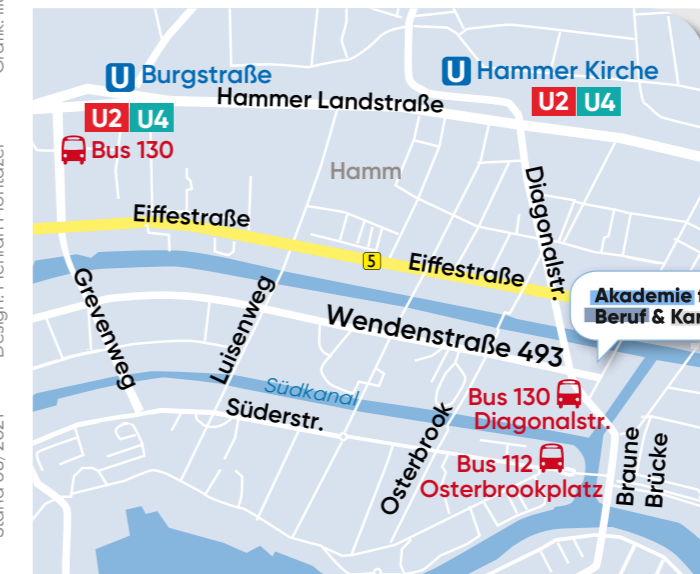 U Burgstraße
U2 U4
Bus 130
U Hammer Kirche
U2 U4
Hammer Landstraße
Hamm
Diagonalstr.
Eiffestraße
5
Eiffestraße
Akademie
Beruf &
Grevenweg
Luisenweg
Wendenstraße 493
Südkanal
Süderstr.
Osterbrook
Bus 130
Diagonalstr.
Bus 112
Osterbrookplatz
Braune
Brücke